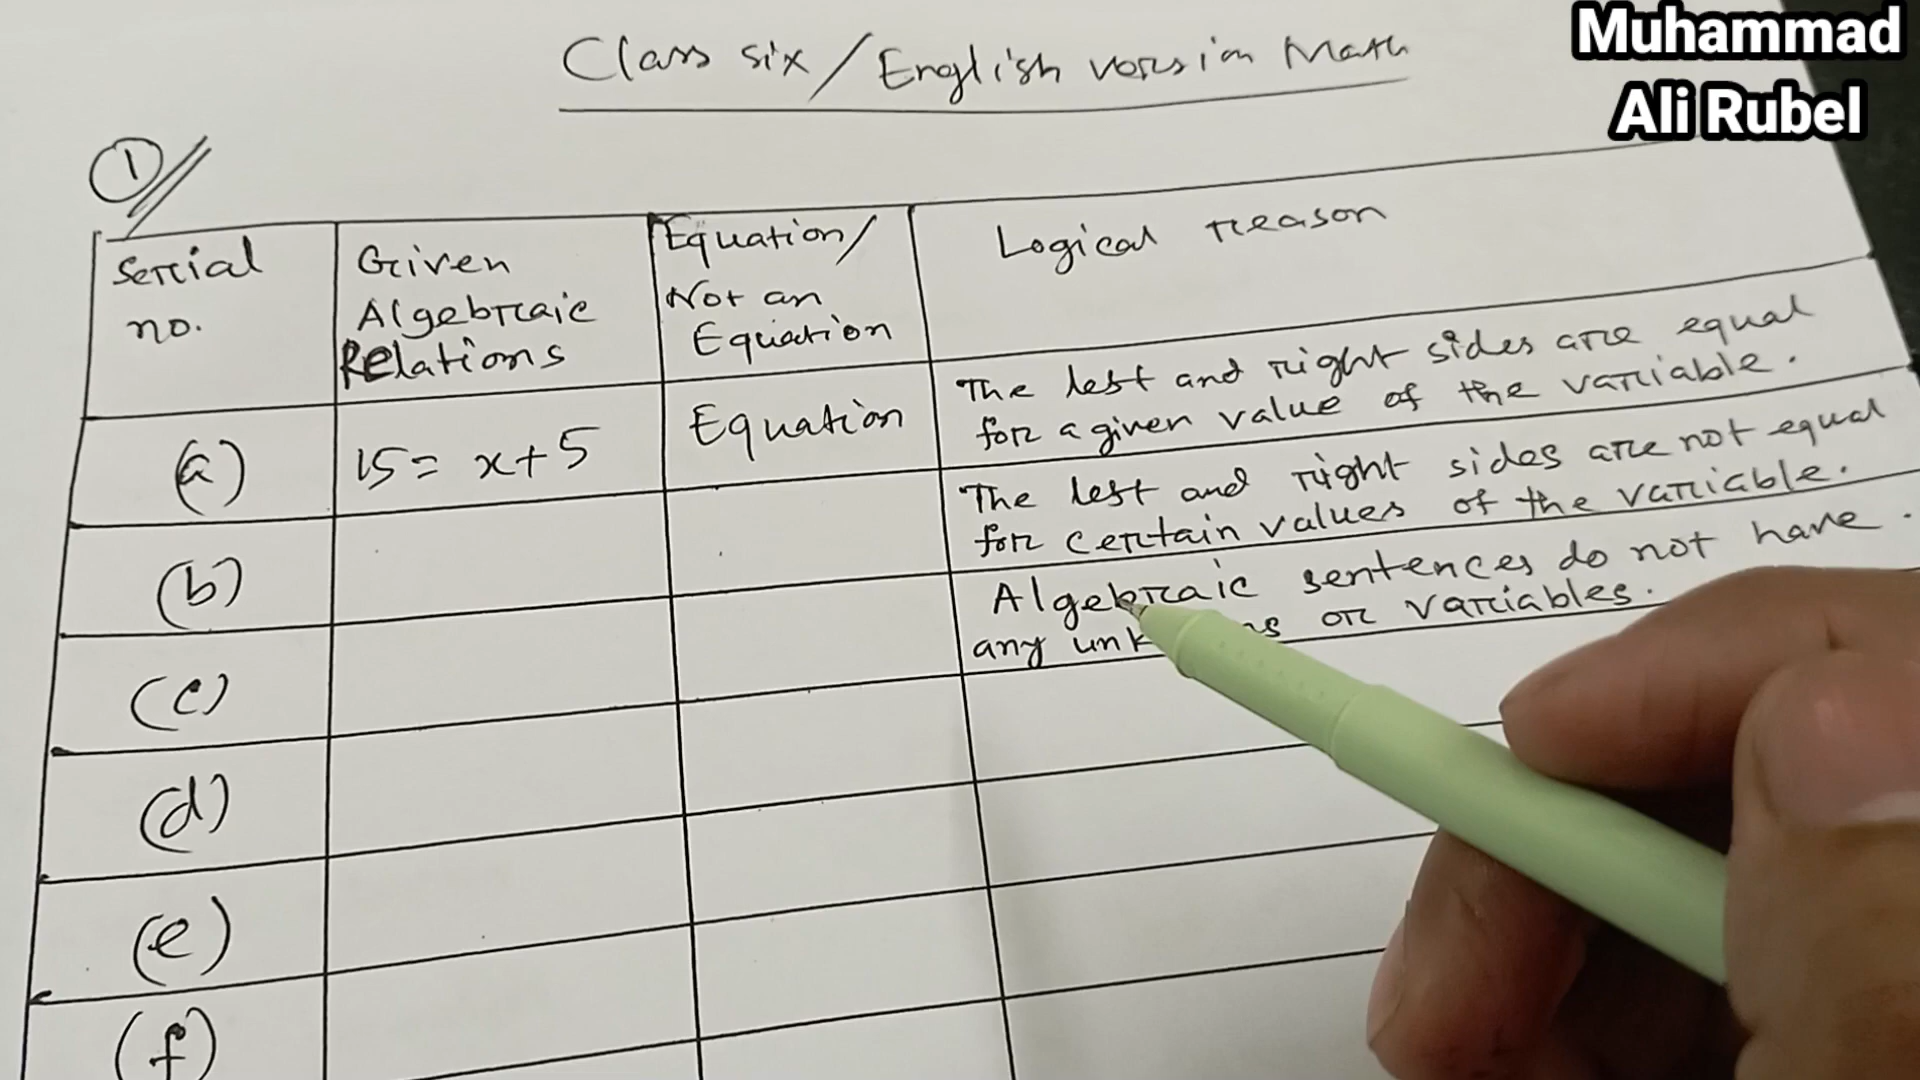 Muhammad
Ali Rubel
Class six / English version Math
1
Serial no.
Given Algebraic Relations
Equation / Not an Equation
Logical reason
(a)
15 = x + 5
Equation
The left and right sides are equal
for a given value of the variable.
(b)
The left and right sides are not equal
for certain values of the variable.
(c)
Algebraic sentences do not have
any or variables.
(d)
(e)
(f)